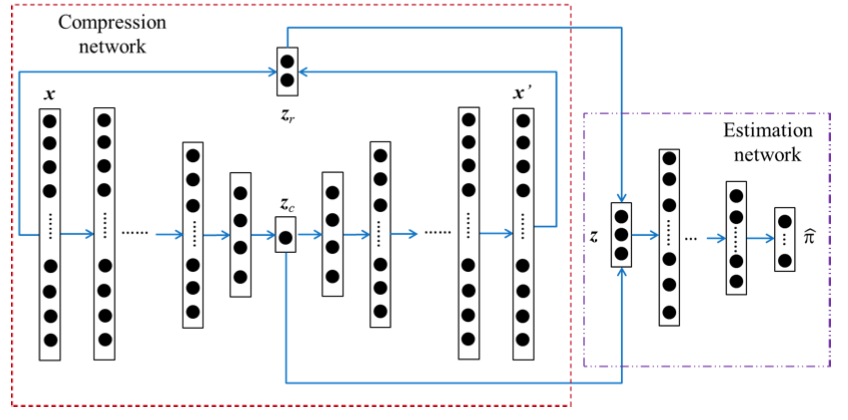 Compression
network
x
z_r
x'
z_c
Estimation
network
z
π̂